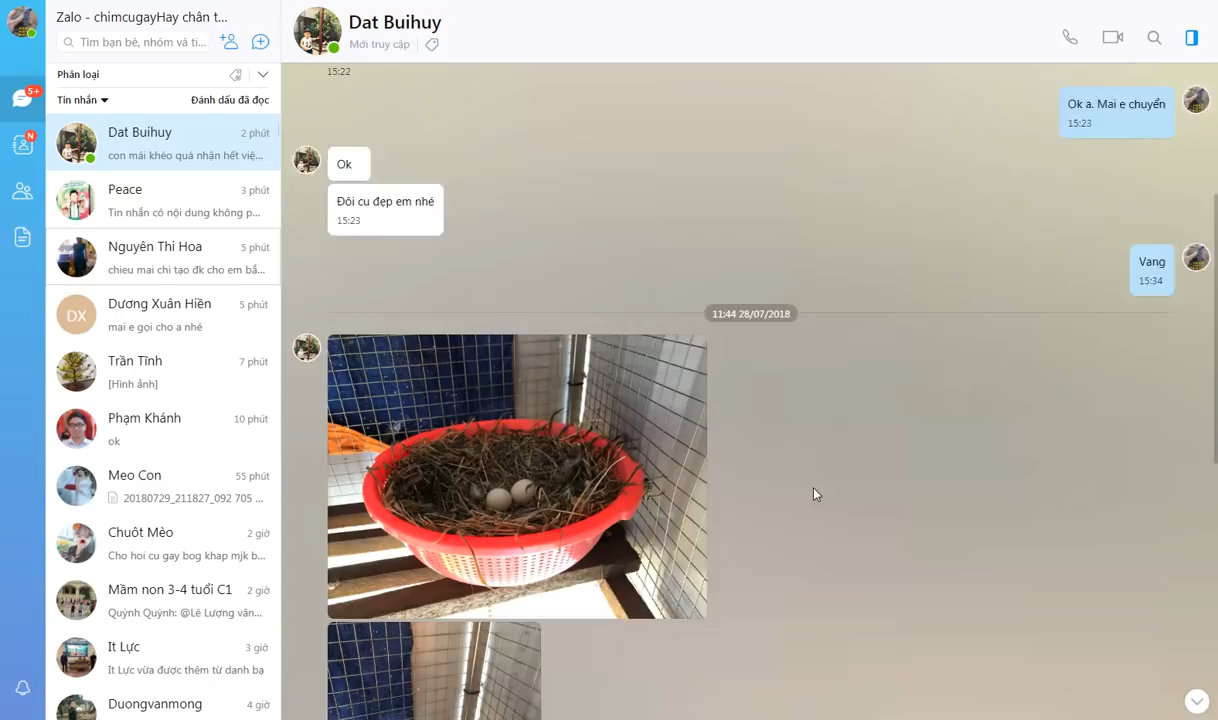 Zalo - chimcugayHay chân t...
Tìm bạn bè, nhóm và ti...
Phân loại
Tin nhắn
Đánh dấu đã đọc
5+
N
Dat Buihuy
2 phút
con mái khéo quá nhận hết việ...
Peace
3 phút
Tin nhắn có nội dung không p...
Nguyên Thi Hoa
5 phút
chieu mai chi tạo đk cho em bắ...
DX
Dương Xuân Hiền
5 phút
mai e gọi cho a nhé
Trần Tĩnh
7 phút
[Hình ảnh]
Phạm Khánh
10 phút
ok
Meo Con
55 phút
20180729_211827_092 705 ...
Chuôt Mèo
2 giờ
Cho hoi cu gay bog khap mjk b...
Mầm non 3-4 tuổi C1
2 giờ
Quỳnh Quỳnh: @Lê Lượng vân...
It Lực
3 giờ
It Lực vừa được thêm từ danh bạ
Duongvanmong
4 giờ
Dat Buihuy
Mới truy cập
15:22
Ok a. Mai e chuyển
15:23
Ok
Đôi cu đẹp em nhé
15:23
Vang
15:34
11:44 28/07/2018